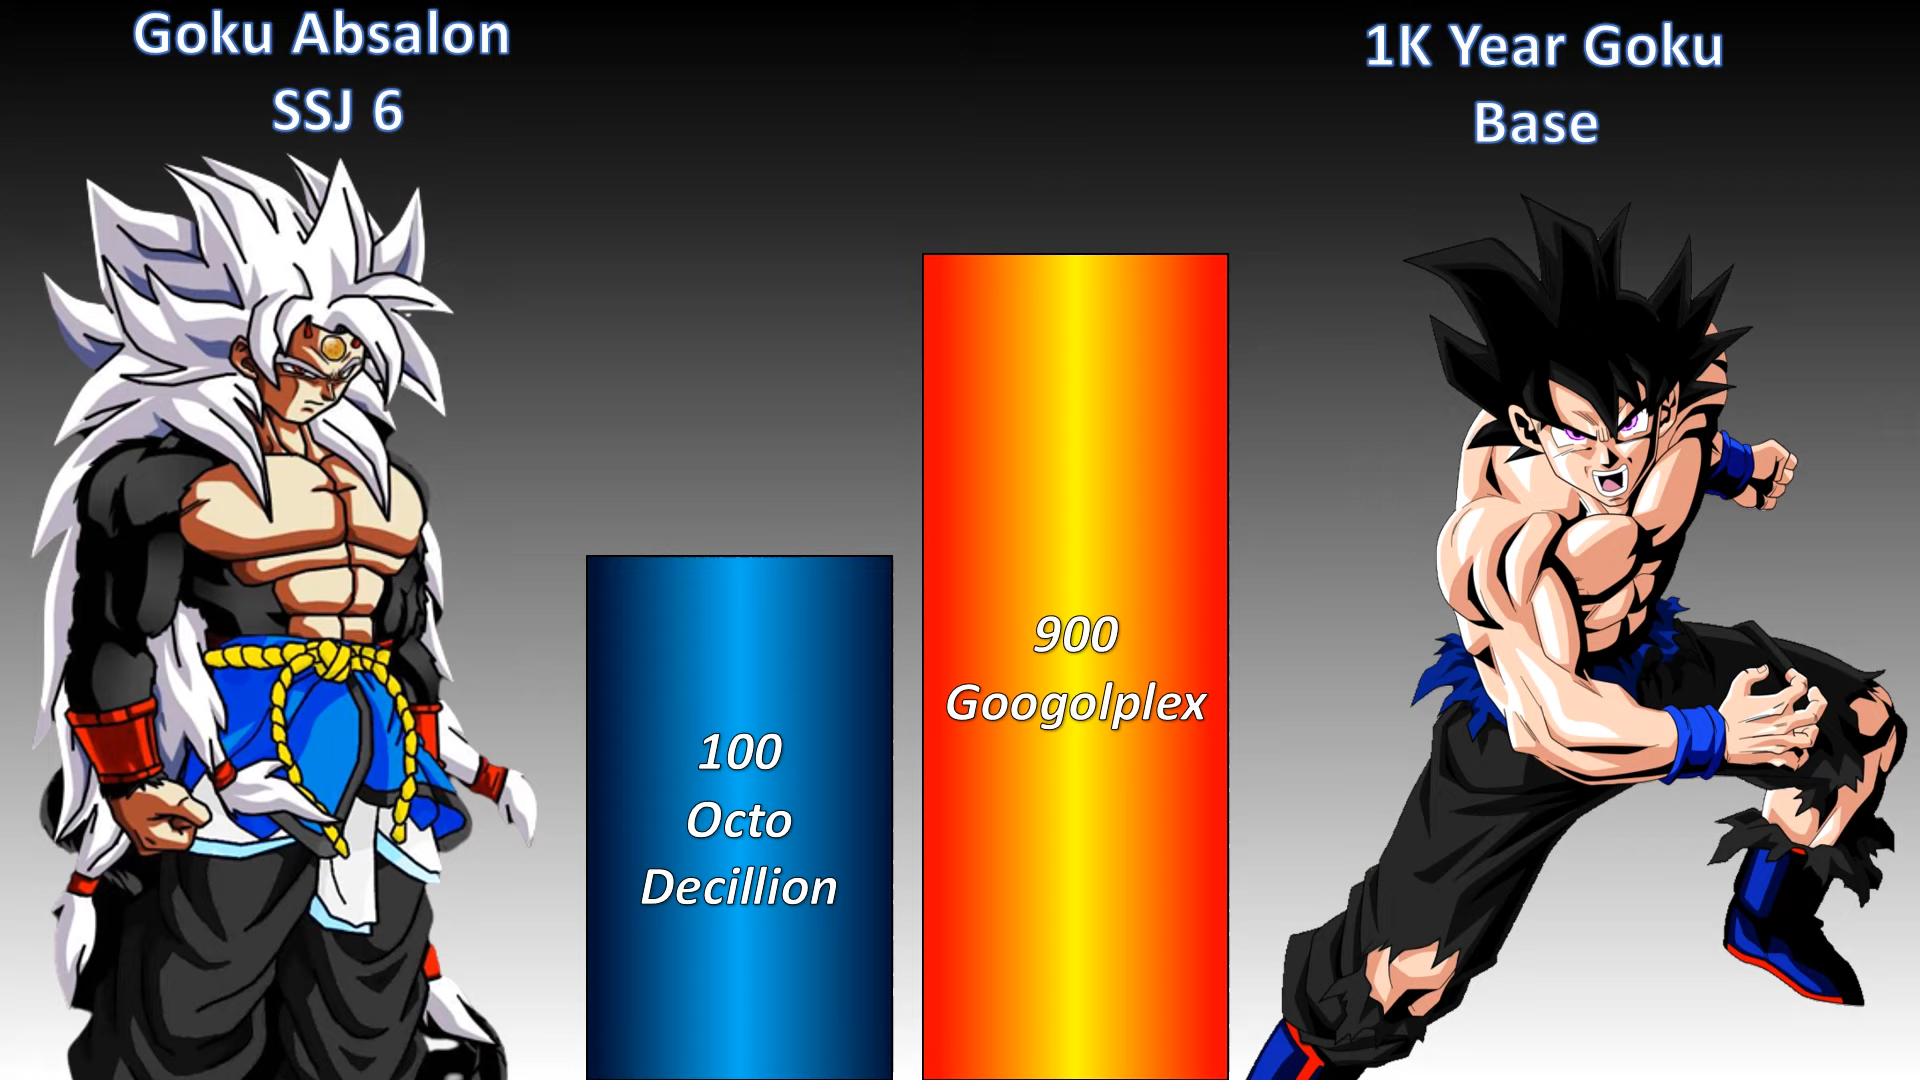 Goku Absalon
SSJ 6
1K Year Goku
Base
100
Octo
Decillion
900
Googolplex